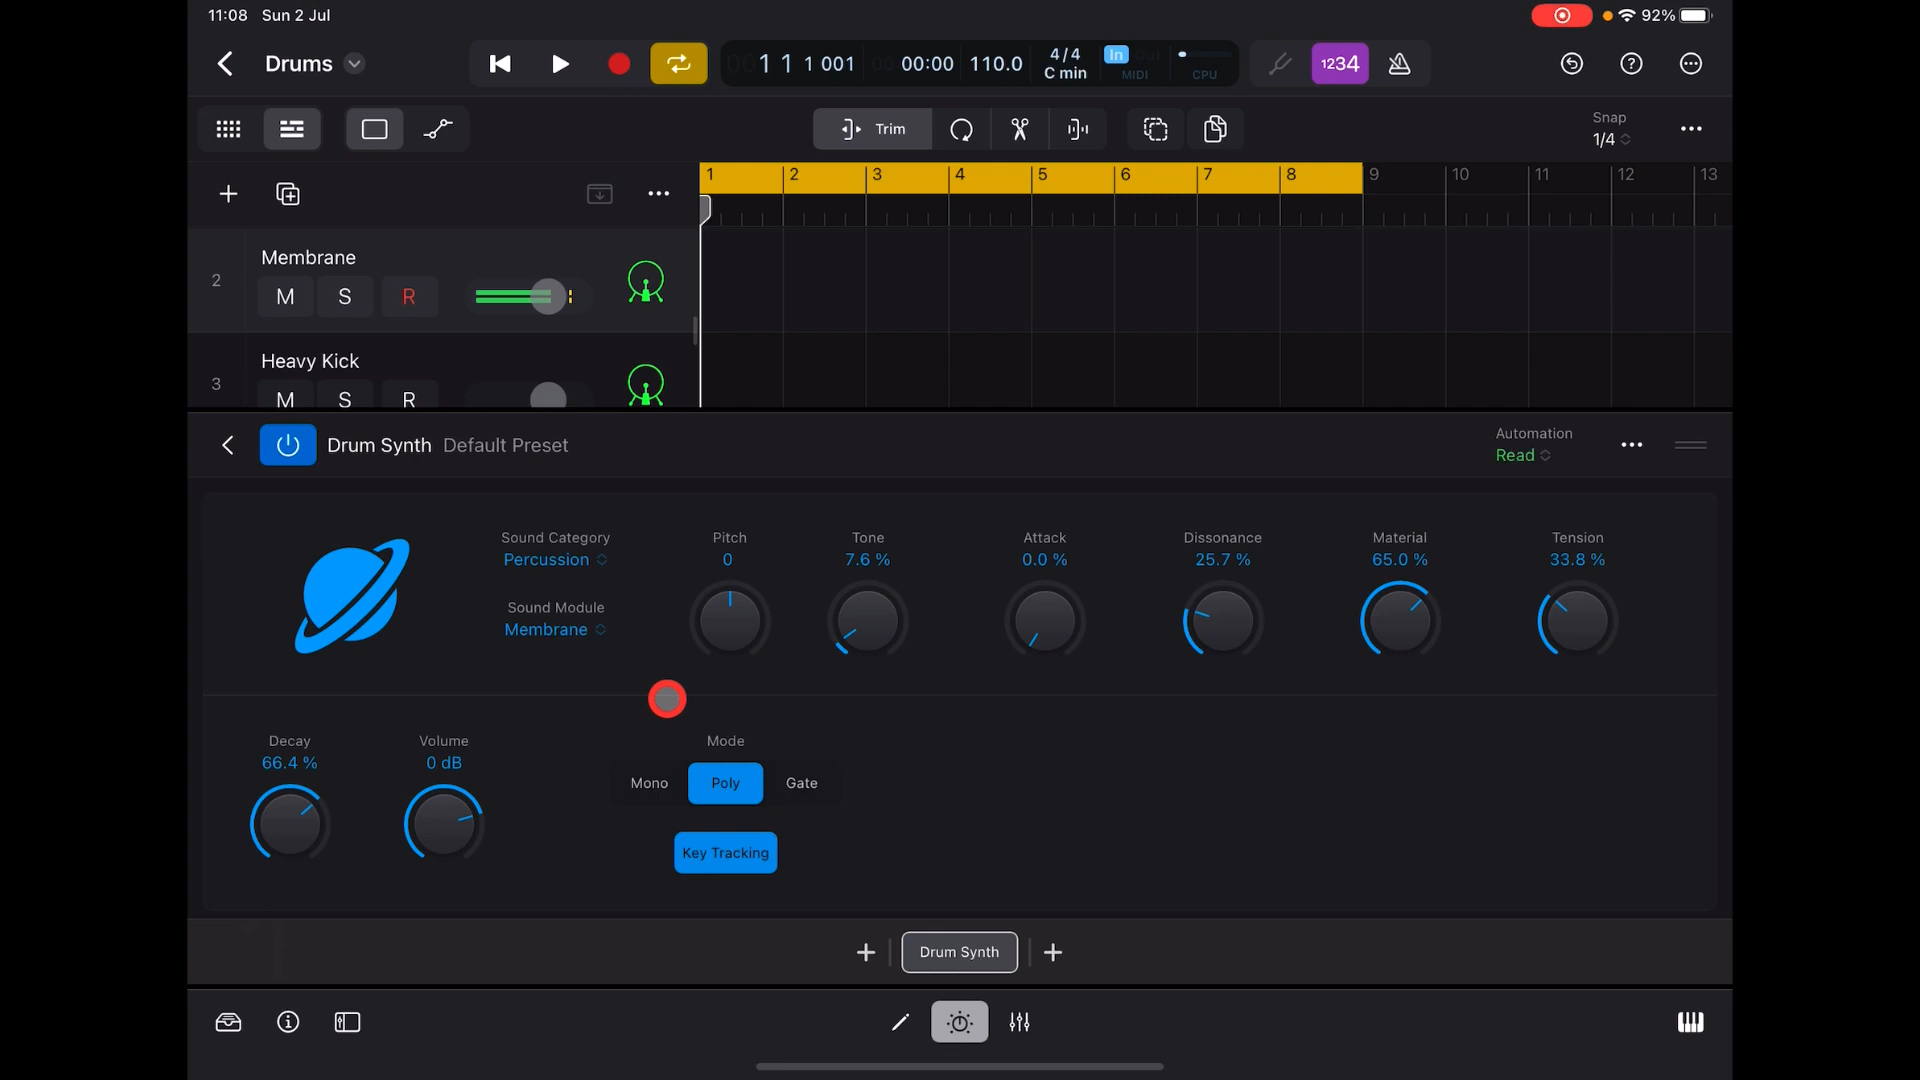 11:08 Sun 2 Jul
92%
Drums
1 1 1 001
00:00
110.0
4/4
C min
In Out
MIDI
CPU
1234
Trim
Snap
1/4
1 2 3 4 5 6 7 8 9 10 11 12 13
2
Membrane
M S R
3
Heavy Kick
M S R
Drum Synth Default Preset
Automation
Read
Sound Category
Percussion
Sound Module
Membrane
Pitch
0
Tone
7.6 %
Attack
0.0 %
Dissonance
25.7 %
Material
65.0 %
Tension
33.8 %
Decay
66.4 %
Volume
0 dB
Mode
Mono Poly Gate
Key Tracking
Drum Synth